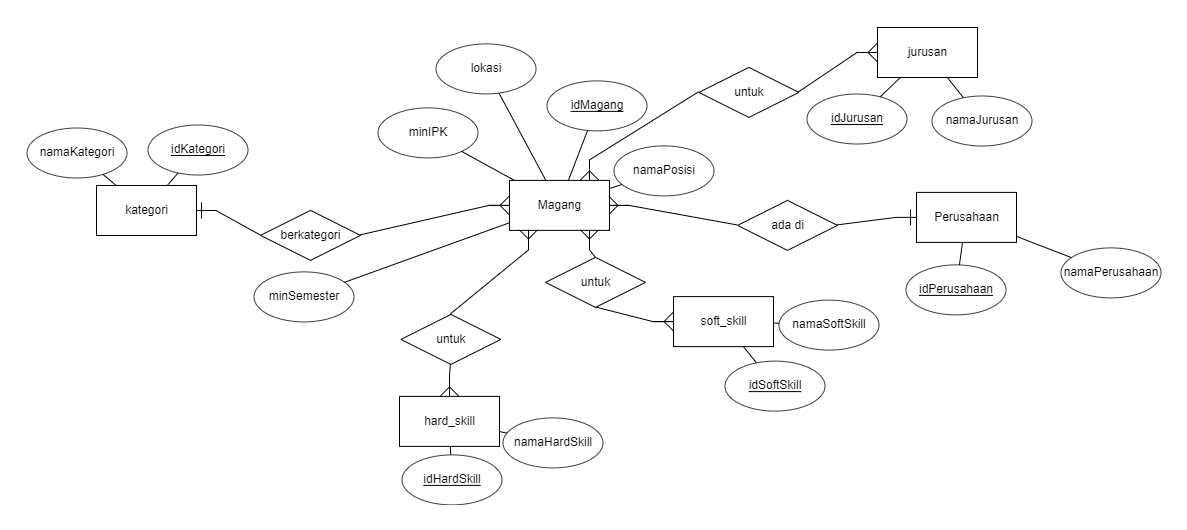 jurusan
lokasi
untuk
idMagang
idJurusan
namaJurusan
minIPK
namaKategori
idKategori
namaPosisi
kategori
Magang
Perusahaan
berkategori
ada di
namaPerusahaan
untuk
idPerusahaan
minSemester
soft_skill
namaSoftSkill
untuk
idSoftSkill
hard_skill
namaHardSkill
idHardSkill